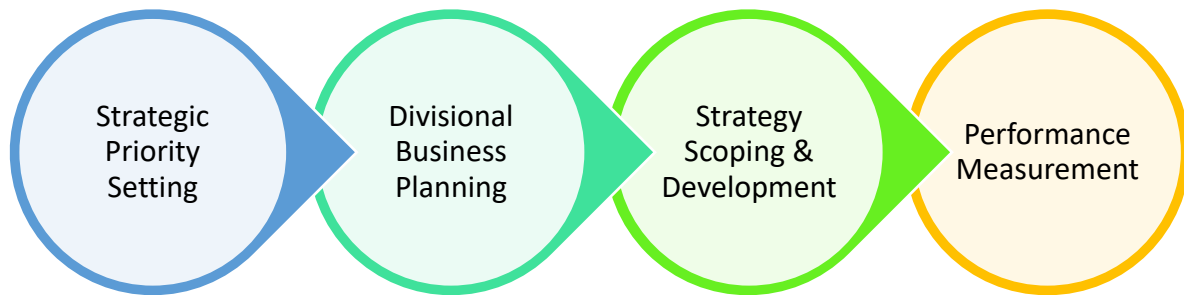 Strategic
Priority
Setting
Divisional
Business
Planning
Strategy
Scoping &
Development
Performance
Measurement